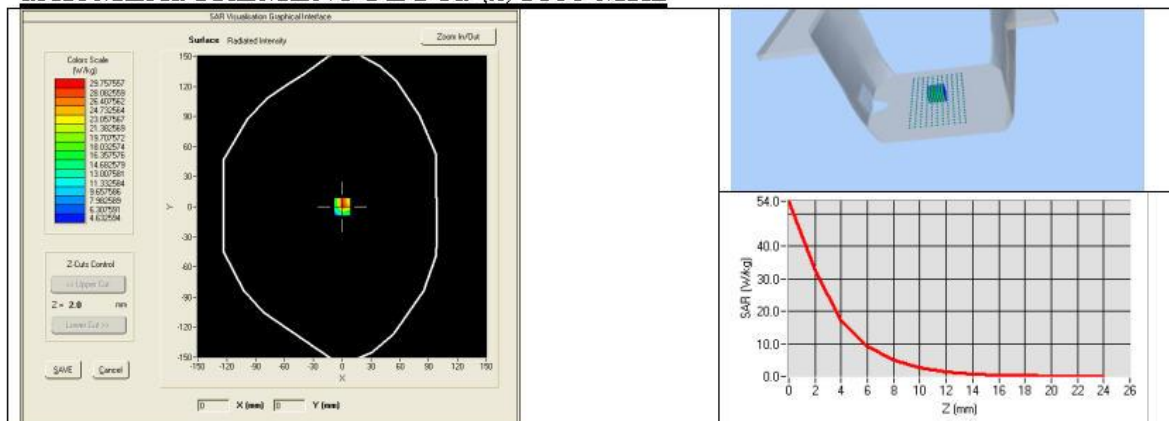 SAR Visualisation Graphical Interface
Surface Radiated Intensity
Zoom In/Out
Colors Scale
(W/kg)
29.757557
28.082559
26.407562
24.732564
23.057567
21.382569
19.707572
18.032574
16.357576
14.682579
13.007581
11.332584
9.657586
7.982589
6.307591
4.632594
150
120
90
60
30
0
-30
-60
-90
-120
-150
Y
-150 -120 -90 -60 -30 0 30 60 90 120 150
X
Z-Cuts Control
<< Upper Cut
Z = 2.0 mm
Lower Cut >>
SAVE Cancel
0 X (mm) 0 Y (mm)
54.0
40.0
30.0
20.0
10.0
0.0
SAR (W/kg)
0 2 4 6 8 10 12 14 16 18 20 22 24 26
Z (mm)